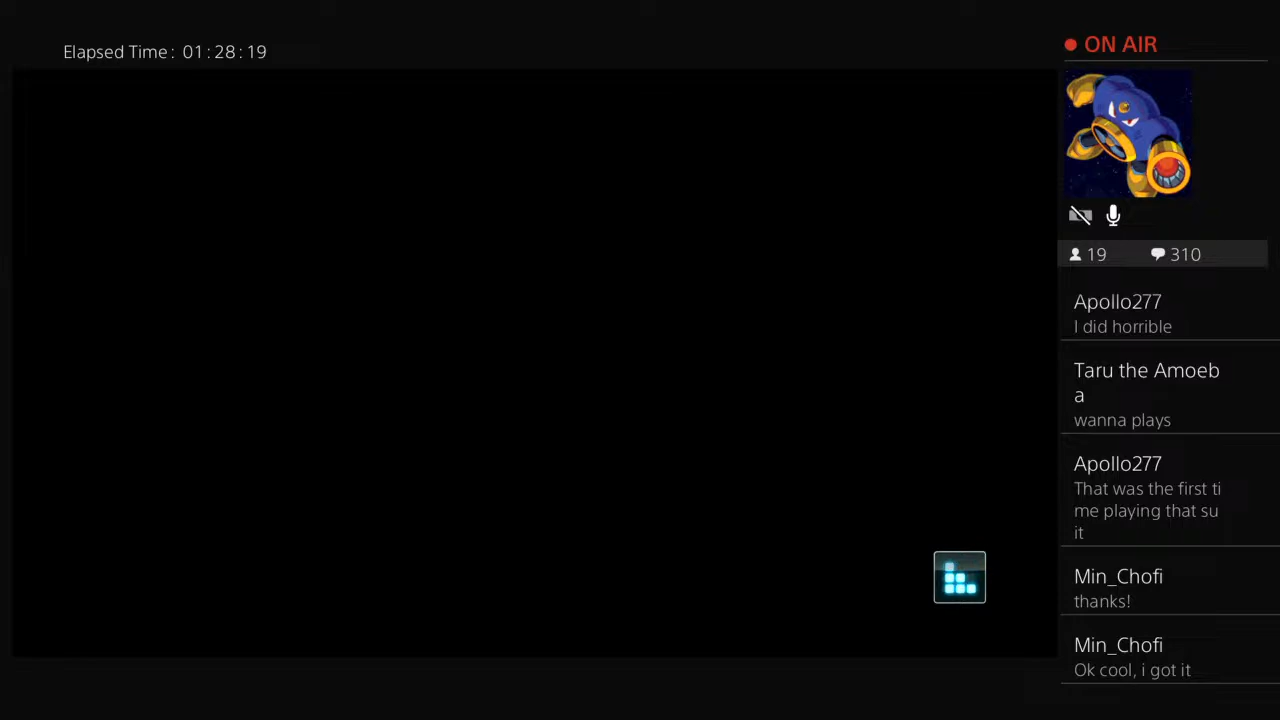 Elapsed Time: 01:28:19
ON AIR
19 310
Apollo277
I did horrible
Taru the Amoeb
a
wanna plays
Apollo277
That was the first ti
me playing that su
it
Min_Chofi
thanks!
Min_Chofi
Ok cool, i got it